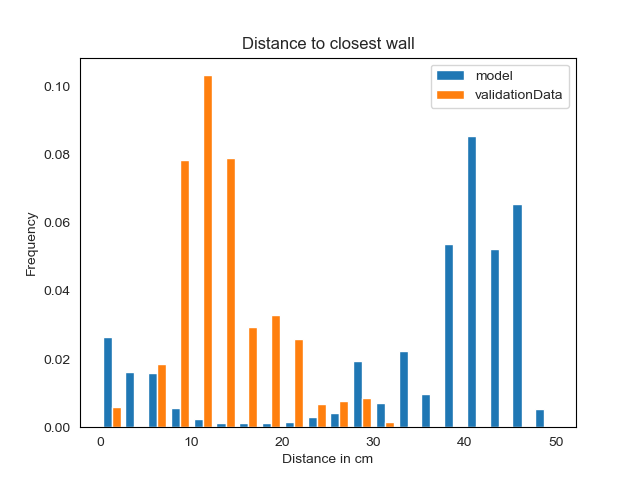 Distance to closest wall
model
validationData
Frequency
0.10
0.08
0.06
0.04
0.02
0.00
0 10 20 30 40 50
Distance in cm